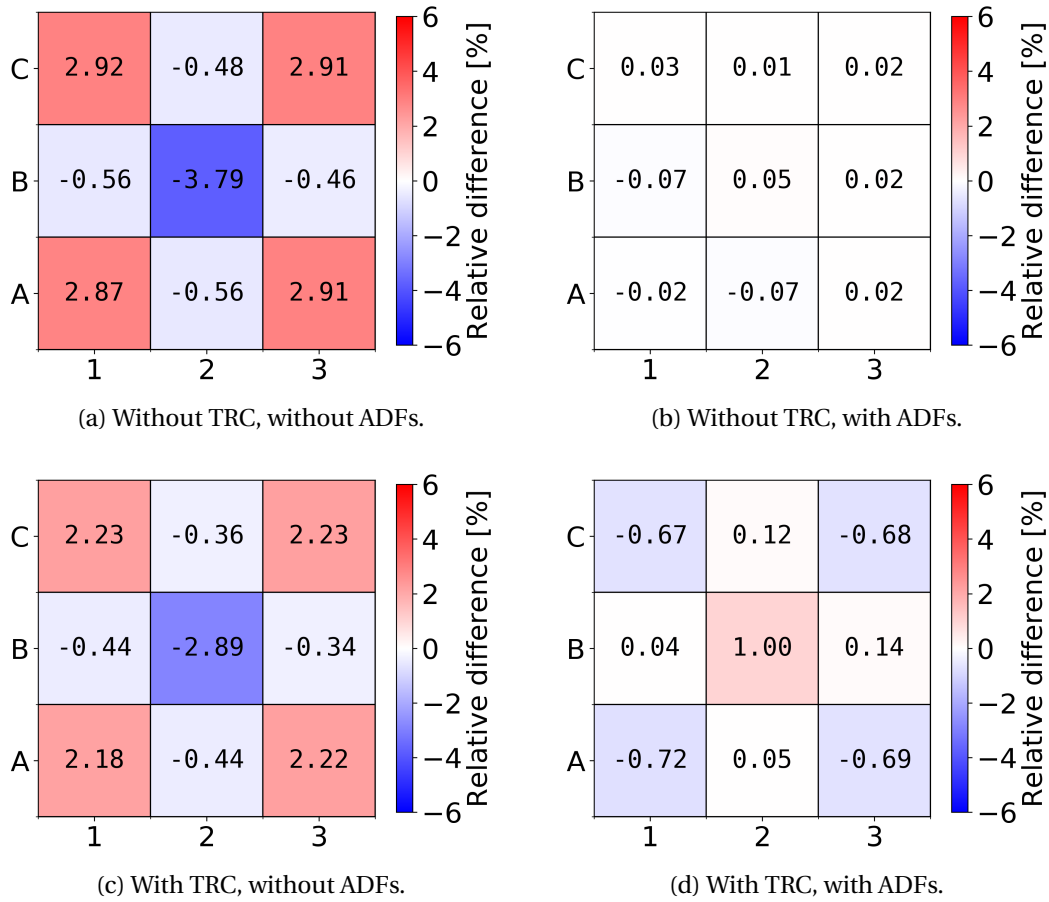 C 2.92 -0.48 2.91
B -0.56 -3.79 -0.46
A 2.87 -0.56 2.91
1 2 3
6
4
2
0
−2
−4
−6
Relative difference [%]
(a) Without TRC, without ADFs.
C 0.03 0.01 0.02
B -0.07 0.05 0.02
A -0.02 -0.07 0.02
1 2 3
6
4
2
0
−2
−4
−6
Relative difference [%]
(b) Without TRC, with ADFs.
C 2.23 -0.36 2.23
B -0.44 -2.89 -0.34
A 2.18 -0.44 2.22
1 2 3
6
4
2
0
−2
−4
−6
Relative difference [%]
(c) With TRC, without ADFs.
C -0.67 0.12 -0.68
B 0.04 1.00 0.14
A -0.72 0.05 -0.69
1 2 3
6
4
2
0
−2
−4
−6
Relative difference [%]
(d) With TRC, with ADFs.